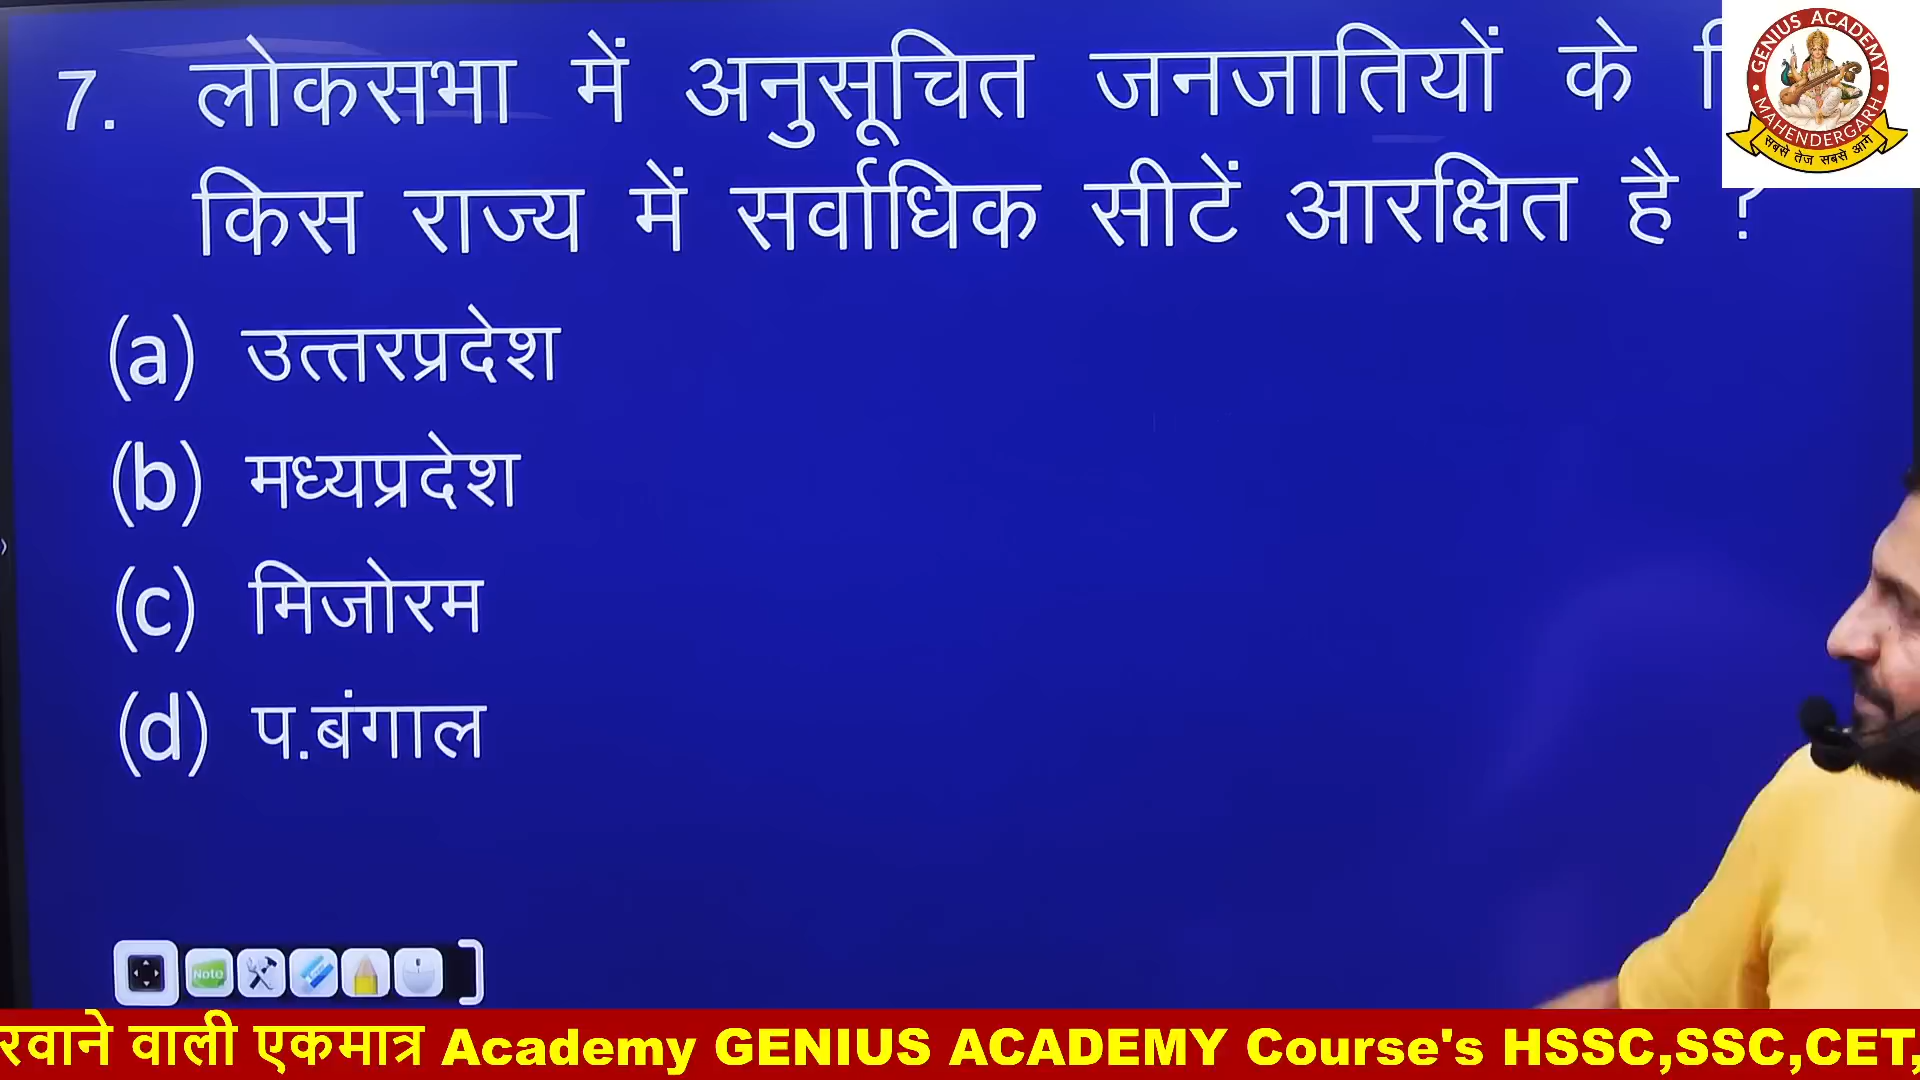 7. लोकसभा में अनुसूचित जनजातियों के
किस राज्य में सर्वाधिक सीटें आरक्षित है ?
(a) उत्तरप्रदेश
(b) मध्यप्रदेश
(c) मिजोरम
(d) प.बंगाल
GENIUS ACADEMY
MAHENDERGARH
सबसे तेज सबसे आगे
Note
रवाने वाली एकमात्र Academy GENIUS ACADEMY Course's HSSC,SSC,CET,